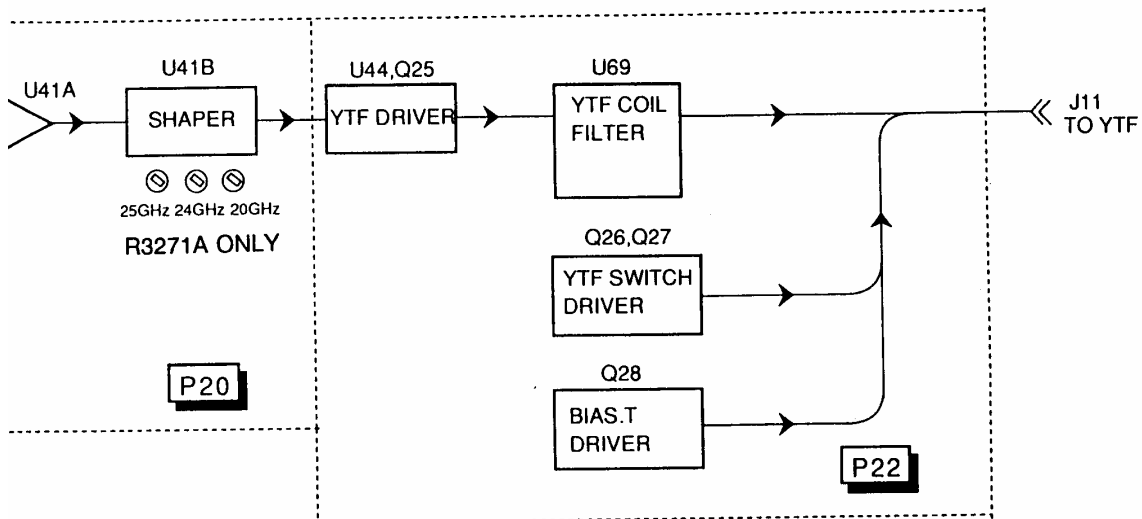 U41A
U41B
SHAPER
25GHz 24GHz 20GHz
R3271A ONLY
P20
U44,Q25
YTF DRIVER
U69
YTF COIL
FILTER
J11
TO YTF
Q26,Q27
YTF SWITCH
DRIVER
Q28
BIAS.T
DRIVER
P22